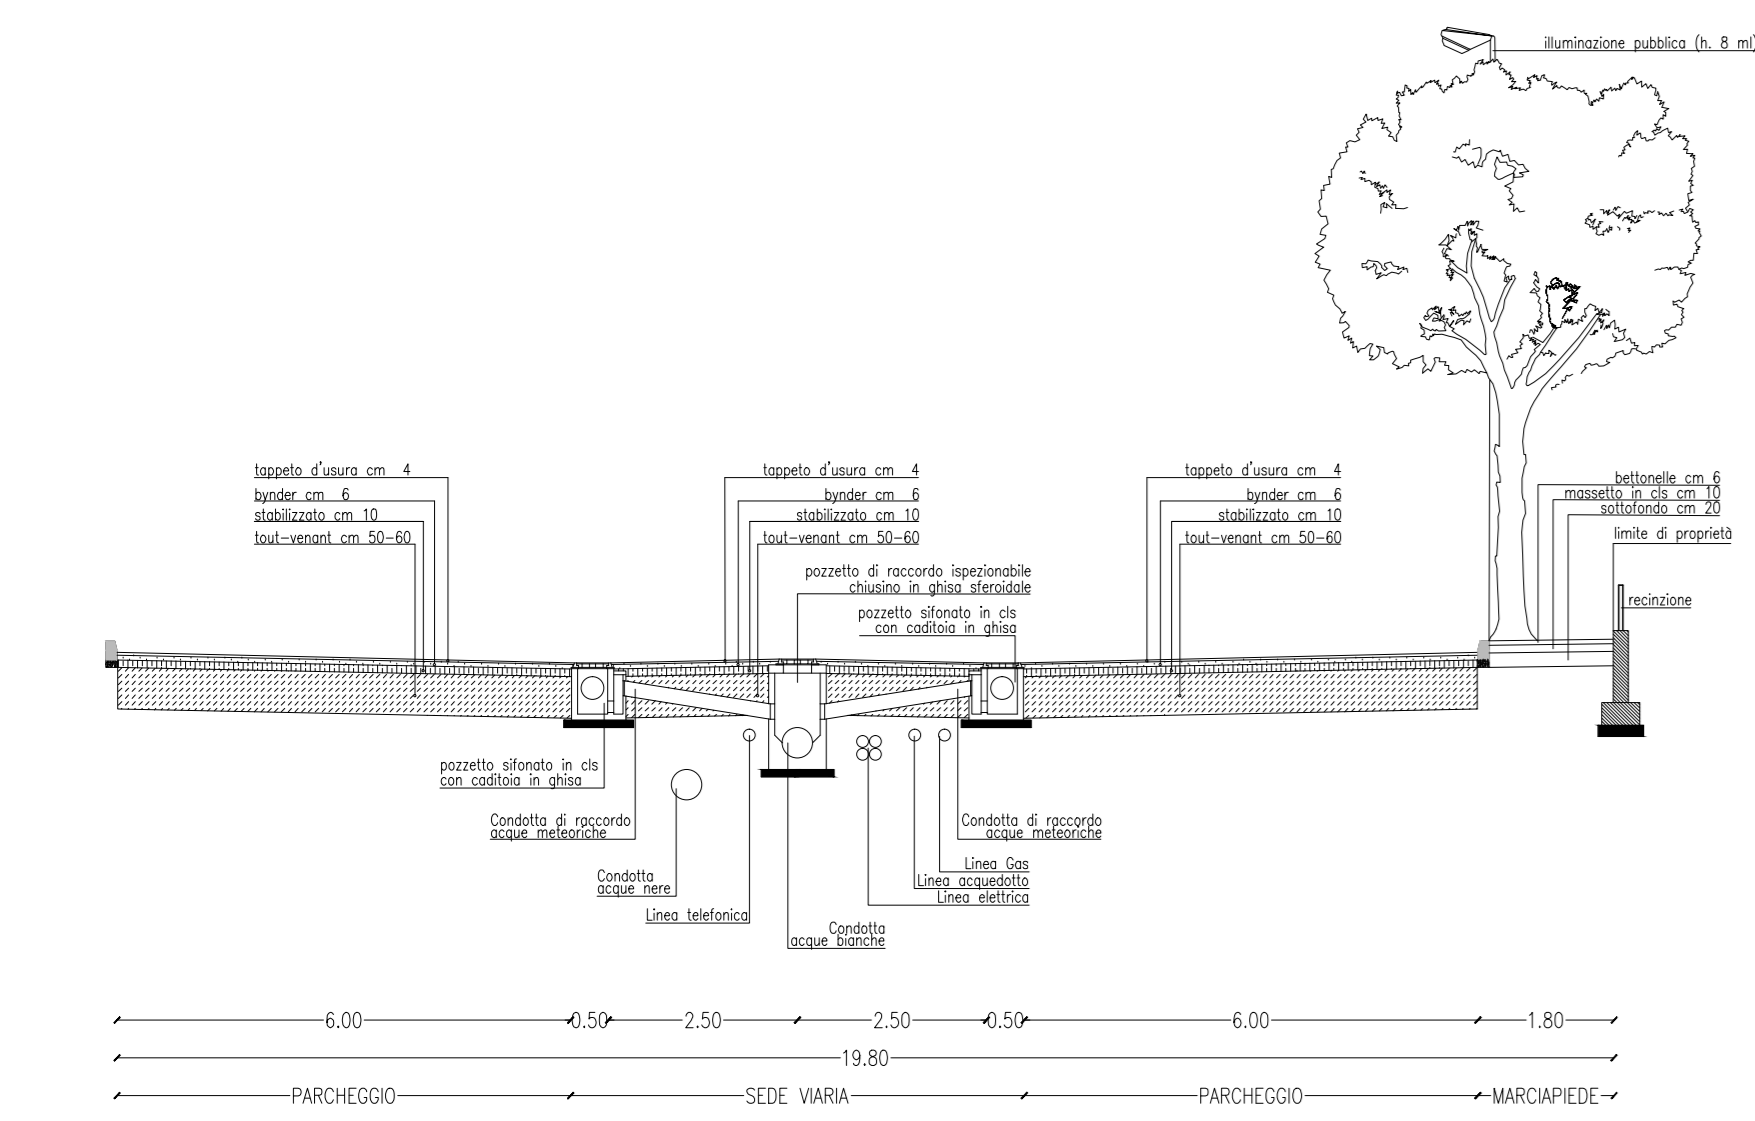 illuminazione pubblica (h. 8 ml)
tappeto d'usura cm 4
bynder cm 6
stabilizzato cm 10
tout-venant cm 50-60
tappeto d'usura cm 4
bynder cm 6
stabilizzato cm 10
tout-venant cm 50-60
tappeto d'usura cm 4
bynder cm 6
stabilizzato cm 10
tout-venant cm 50-60
bettonelle cm 6
massetto in cls cm 10
sottofondo cm 20
limite di proprietà
recinzione
pozzetto di raccordo ispezionabile
chiusino in ghisa sferoidale
pozzetto sifonato in cls
con caditoia in ghisa
pozzetto sifonato in cls
con caditoia in ghisa
Condotta di raccordo
acque meteoriche
Condotta
acque nere
Linea telefonica
Condotta
acque bianche
Condotta di raccordo
acque meteoriche
Linea Gas
Linea acquedotto
Linea elettrica
6.00 0.50 2.50 2.50 0.50 6.00 1.80
19.80
PARCHEGGIO SEDE VIARIA PARCHEGGIO MARCIAPIEDE